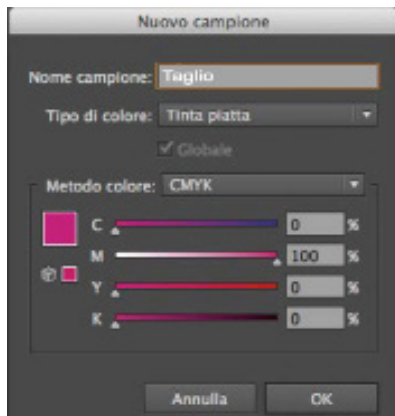 Nuovo campione
Nome campione: Taglio
Tipo di colore: Tinta piatta
Globale
Metodo colore: CMYK
C 0 %
M 100 %
Y 0 %
K 0 %
Annulla OK